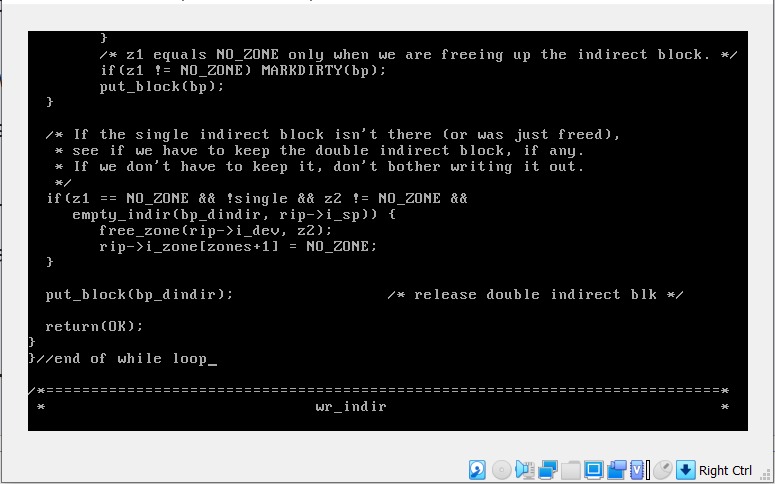 }
/* z1 equals NO_ZONE only when we are freeing up the indirect block. */
if(z1 != NO_ZONE) MARKDIRTY(bp);
put_block(bp);
}
/* If the single indirect block isn't there (or was just freed),
* see if we have to keep the double indirect block, if any.
* If we don't have to keep it, don't bother writing it out.
*/
if(z1 == NO_ZONE && !single && z2 != NO_ZONE &&
empty_indir(bp_dindir, rip->i_sp)) {
free_zone(rip->i_dev, z2);
rip->i_zone[zones+1] = NO_ZONE;
}
put_block(bp_dindir); /* release double indirect blk */
return(OK);
}
}//end of while loop_
/*===========================================================================*
* wr_indir *
Right Ctrl